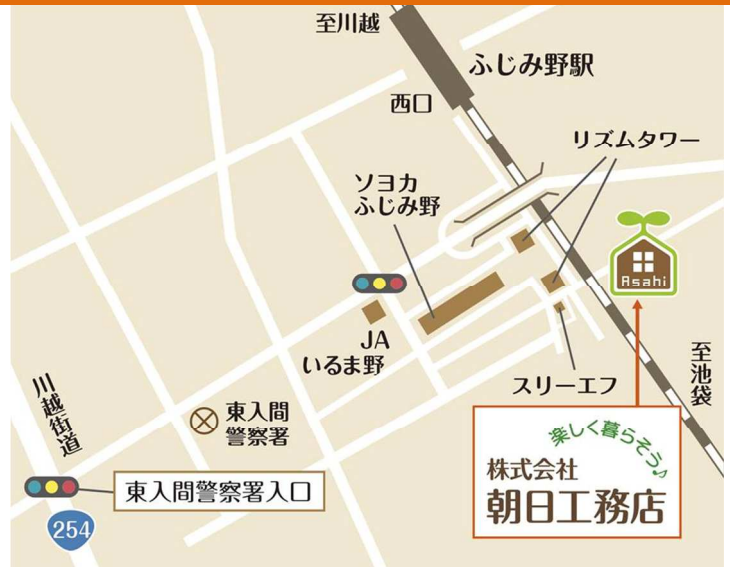 至川越
ふじみ野駅
西口
リズムタワー
ソヨカ
ふじみ野
Asahi
JA
いるま野
至池袋
スリーエフ
川越街道
東入間
警察署
楽しく暮らそう♪
株式会社
朝日工務店
東入間警察署入口
254